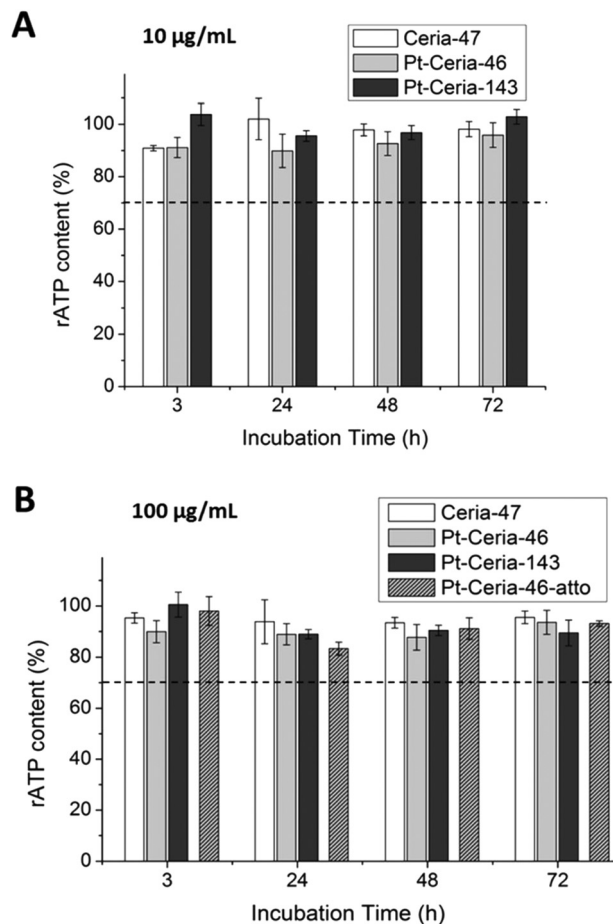 A
10 µg/mL
Ceria-47
Pt-Ceria-46
Pt-Ceria-143
rATP content (%)
100
80
60
40
20
0
3 24 48 72
Incubation Time (h)
B
100 µg/mL
Ceria-47
Pt-Ceria-46
Pt-Ceria-143
Pt-Ceria-46-atto
rATP content (%)
100
80
60
40
20
0
3 24 48 72
Incubation Time (h)